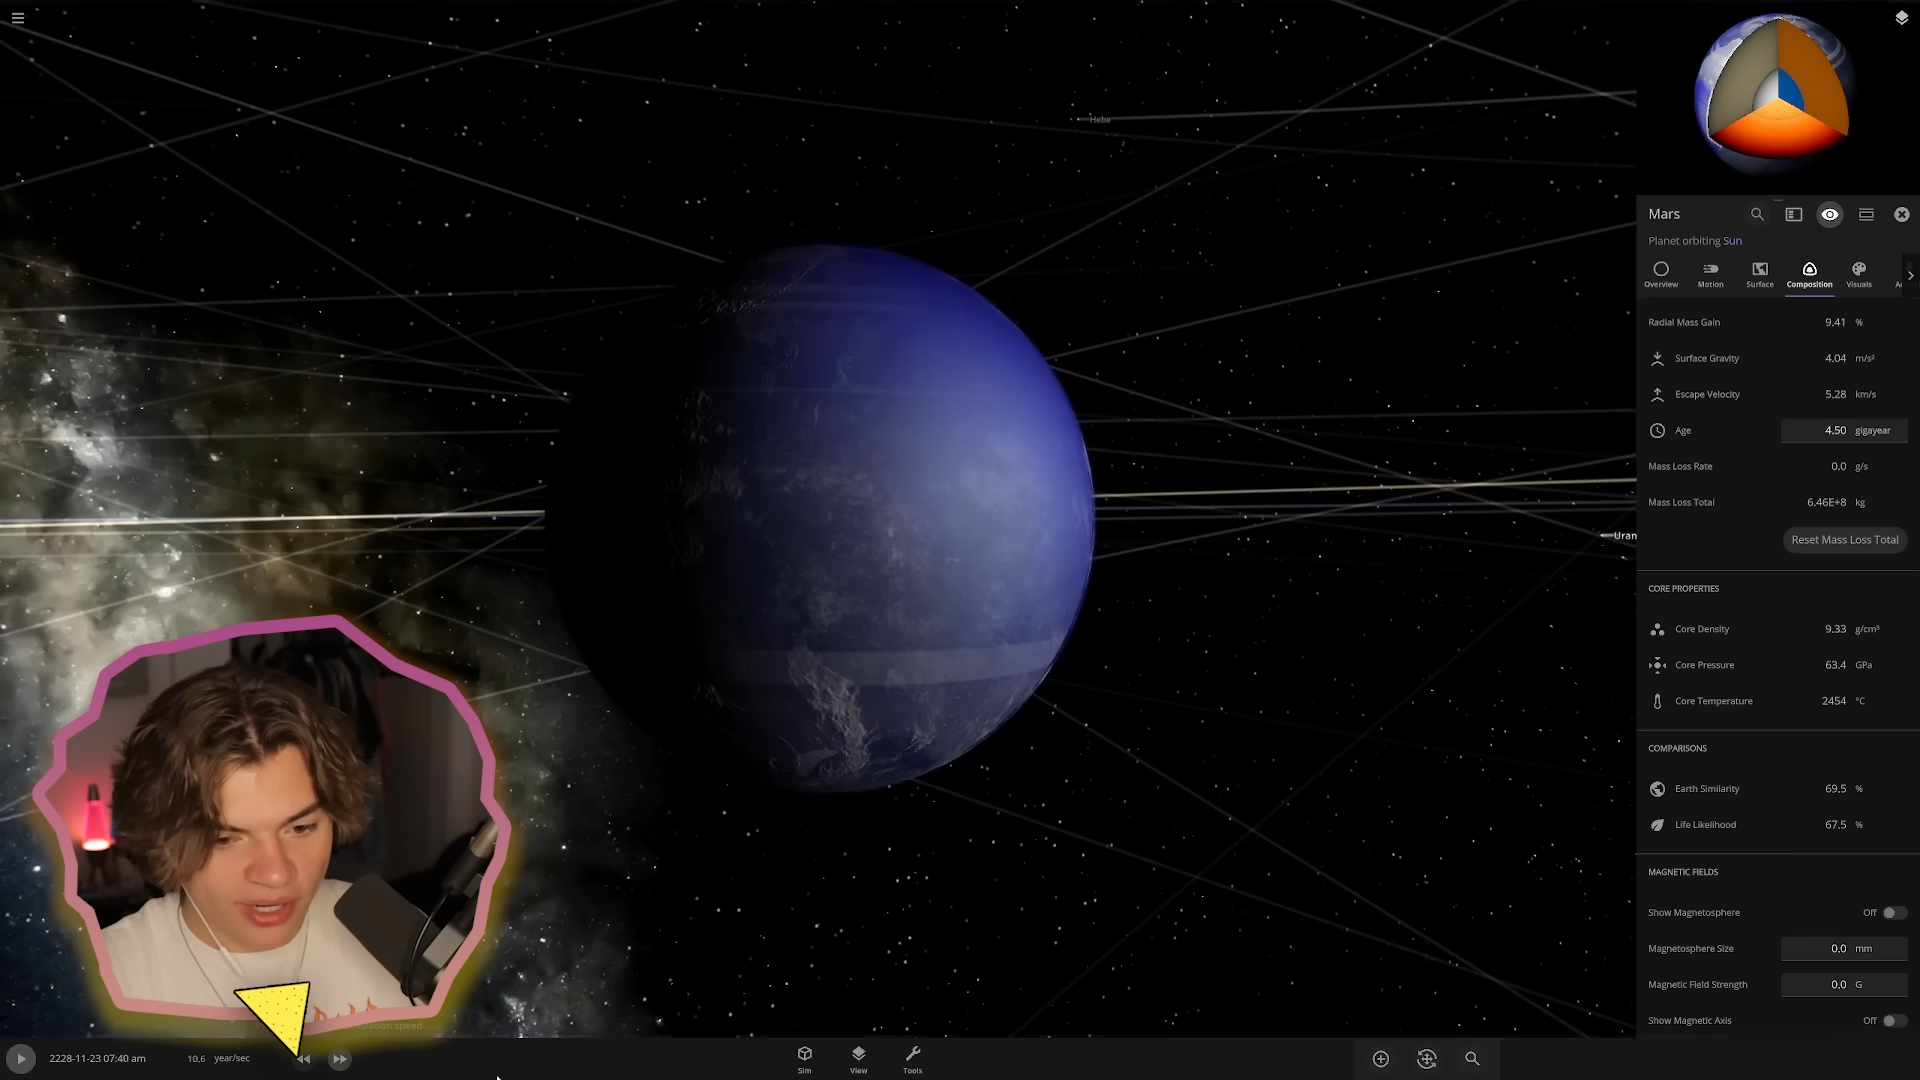 Hebe
Uran
Mars
Planet orbiting Sun
Overview
Motion
Surface
Composition
Visuals
Radial Mass Gain 9.41 %
Surface Gravity 4.04 m/s²
Escape Velocity 5.28 km/s
Age 4.50 gigayear
Mass Loss Rate 0.0 g/s
Mass Loss Total 6.46E+8 kg
Reset Mass Loss Total
CORE PROPERTIES
Core Density 9.33 g/cm³
Core Pressure 63.4 GPa
Core Temperature 2454 °C
COMPARISONS
Earth Similarity 69.5 %
Life Likelihood 67.5 %
MAGNETIC FIELDS
Show Magnetosphere Off
Magnetosphere Size 0.0 mm
Magnetic Field Strength 0.0 G
Show Magnetic Axis Off
speed
2228-11-23 07:40 am 10.6 year/sec
Sim
View
Tools